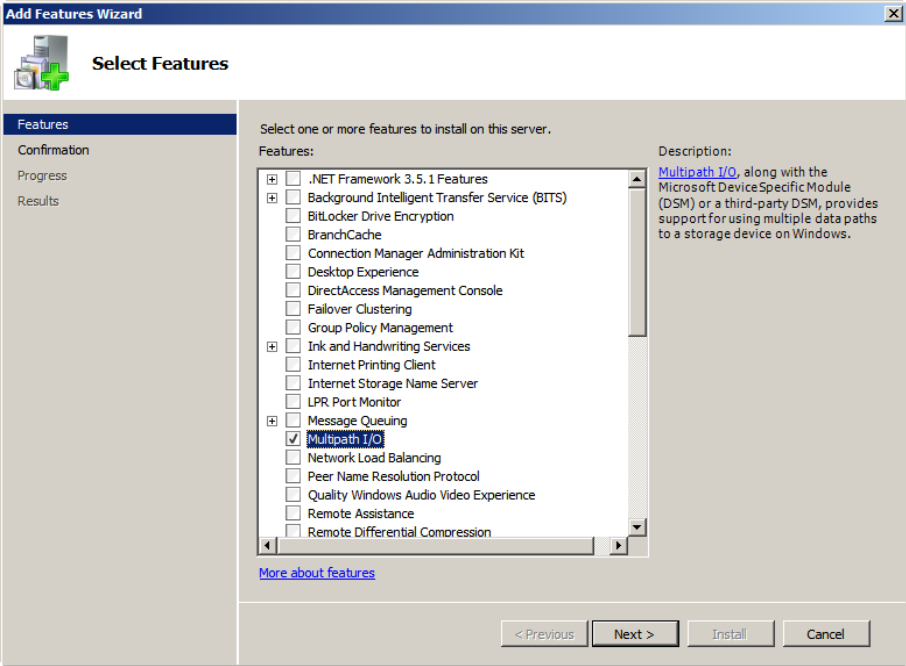 Add Features Wizard
Select Features
Features
Confirmation
Progress
Results
Select one or more features to install on this server.
Features:
.NET Framework 3.5.1 Features
Background Intelligent Transfer Service (BITS)
BitLocker Drive Encryption
BranchCache
Connection Manager Administration Kit
Desktop Experience
DirectAccess Management Console
Failover Clustering
Group Policy Management
Ink and Handwriting Services
Internet Printing Client
Internet Storage Name Server
LPR Port Monitor
Message Queuing
Multipath I/O
Network Load Balancing
Peer Name Resolution Protocol
Quality Windows Audio Video Experience
Remote Assistance
Remote Differential Compression
More about features
Description:
Multipath I/O, along with the
Microsoft Device Specific Module
(DSM) or a third-party DSM, provides
support for using multiple data paths
to a storage device on Windows.
< Previous
Next >
Install
Cancel